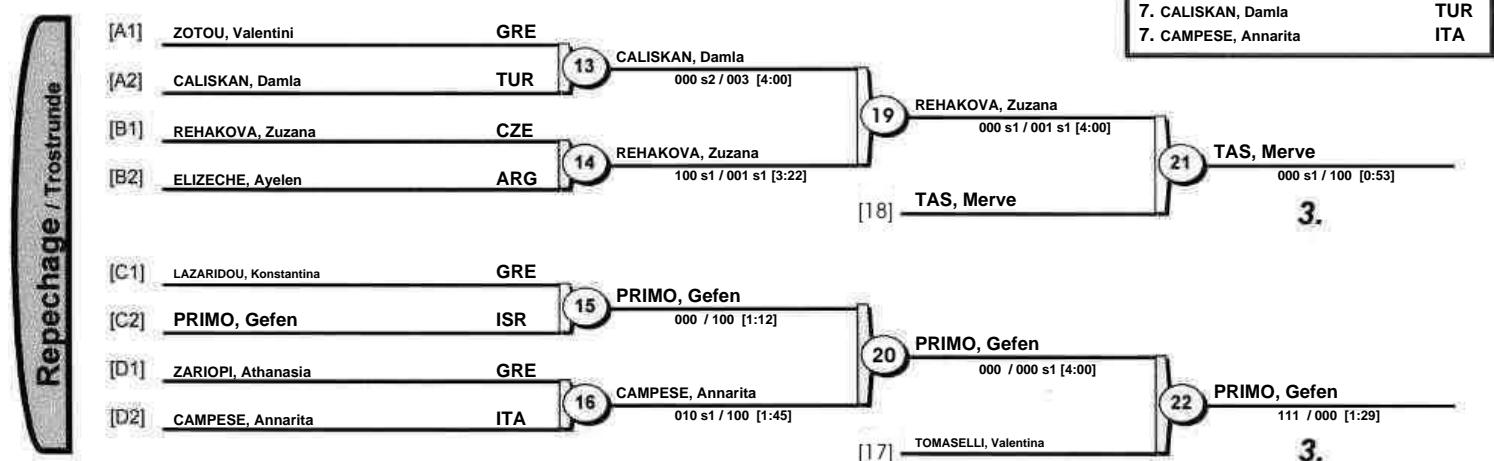 7. CALISKAN, Damla TUR
7. CAMPESE, Annarita ITA
Repechage / Trostrunde
[A1] ZOTOU, Valentini GRE
[A2] CALISKAN, Damla TUR
13
CALISKAN, Damla
000 s2 / 003 [4:00]
[B1] REHAKOVA, Zuzana CZE
[B2] ELIZECHE, Ayelen ARG
14
REHAKOVA, Zuzana
100 s1 / 001 s1 [3:22]
19
REHAKOVA, Zuzana
000 s1 / 001 s1 [4:00]
[18] TAS, Merve
21
TAS, Merve
000 s1 / 100 [0:53]
3.
[C1] LAZARIDOU, Konstantina GRE
[C2] PRIMO, Gefen ISR
15
PRIMO, Gefen
000 / 100 [1:12]
[D1] ZARIOPI, Athanasia GRE
[D2] CAMPESE, Annarita ITA
16
CAMPESE, Annarita
010 s1 / 100 [1:45]
20
PRIMO, Gefen
000 / 000 s1 [4:00]
[17] TOMASELLI, Valentina
22
PRIMO, Gefen
111 / 000 [1:29]
3.